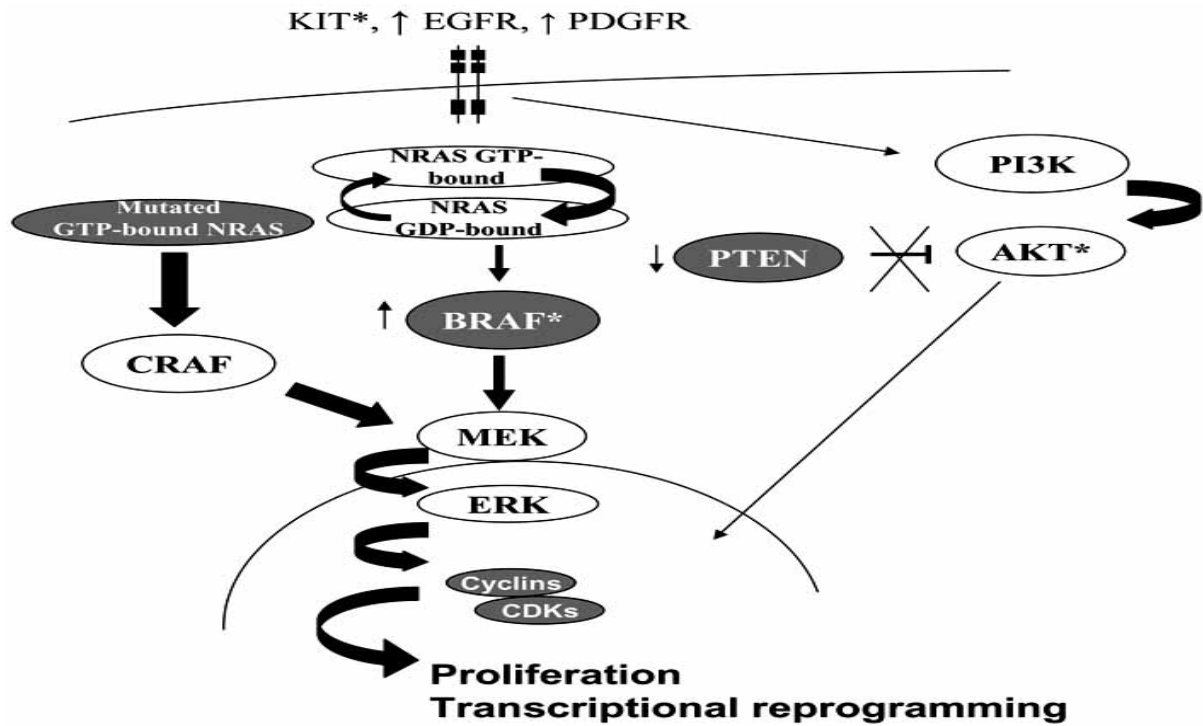 KIT*, ↑ EGFR, ↑ PDGFR
NRAS GTP-
bound
PI3K
Mutated
GTP-bound NRAS
NRAS
GDP-bound
↓ PTEN
AKT*
↑ BRAF*
CRAF
MEK
ERK
Cyclins
CDKs
Proliferation
Transcriptional reprogramming